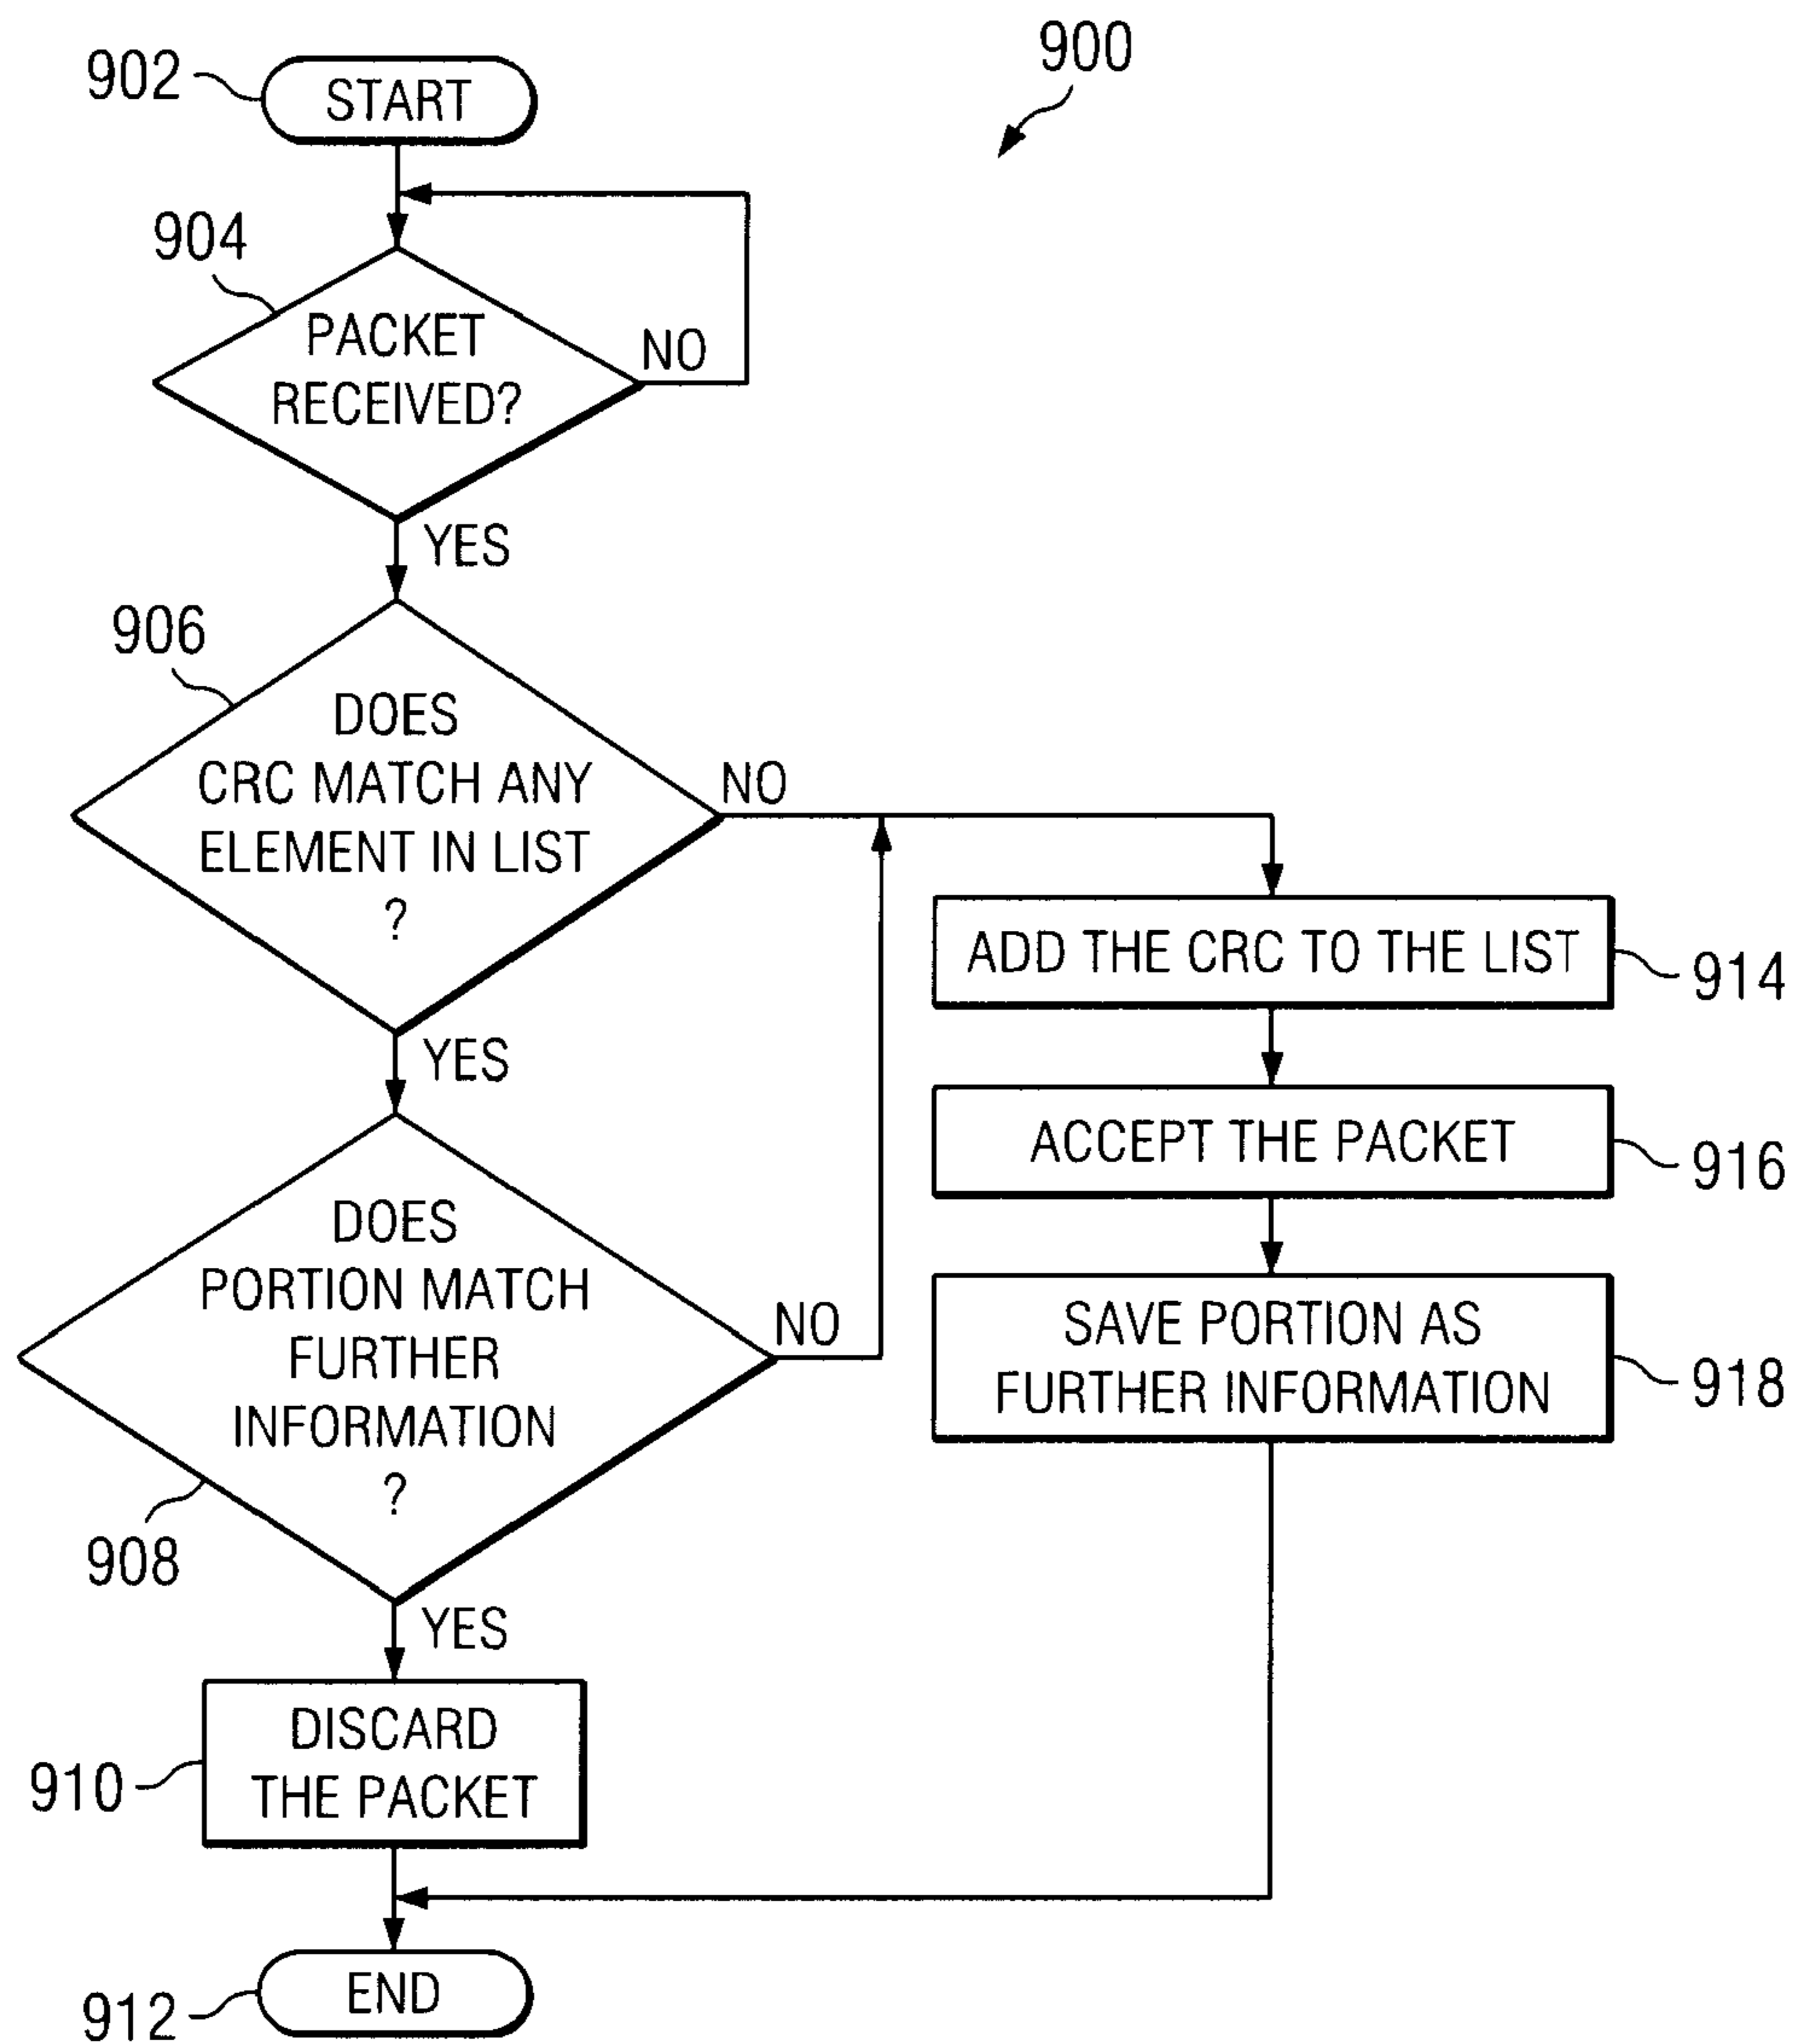 900
902
START
904
PACKET
RECEIVED?
NO
YES
906
DOES
CRC MATCH ANY
ELEMENT IN LIST
?
NO
YES
ADD THE CRC TO THE LIST
914
ACCEPT THE PACKET
916
SAVE PORTION AS
FURTHER INFORMATION
918
DOES
PORTION MATCH
FURTHER
INFORMATION
?
NO
908
YES
DISCARD
THE PACKET
910
END
912